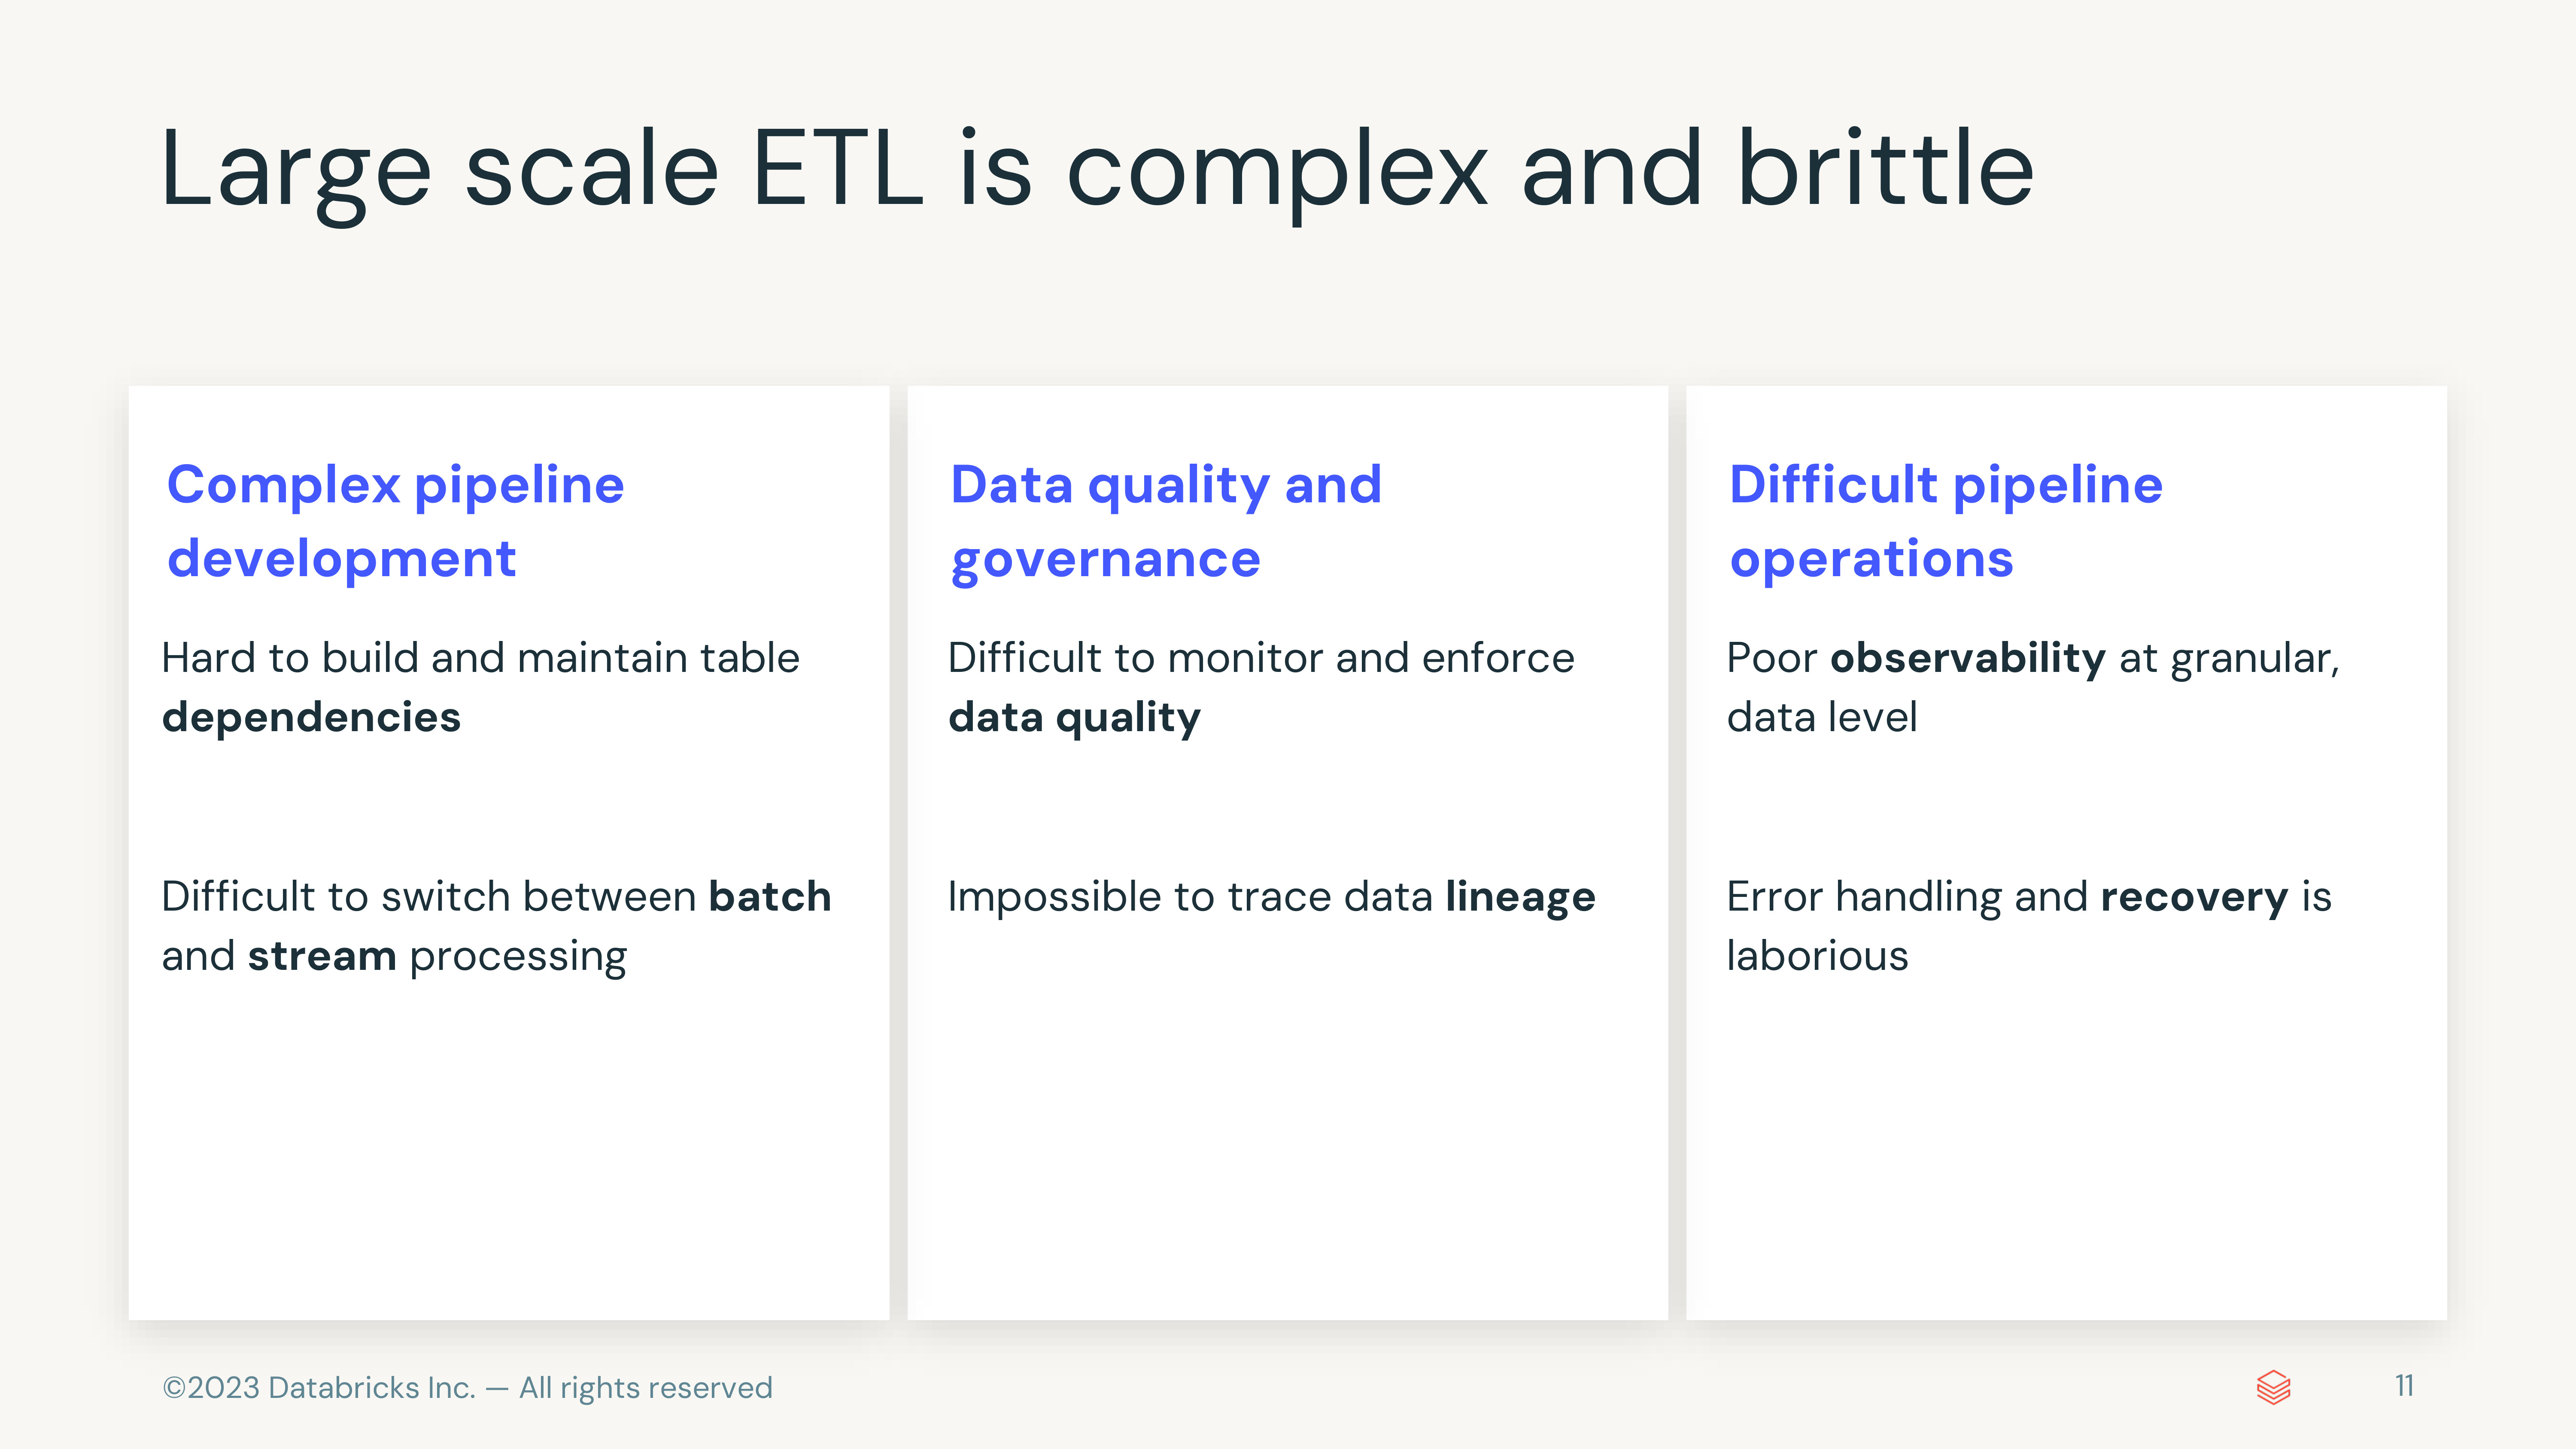 Large scale ETL is complex and brittle
Complex pipeline
development
Hard to build and maintain table
dependencies
Difficult to switch between batch
and stream processing
Data quality and
governance
Difficult to monitor and enforce
data quality
Impossible to trace data lineage
Difficult pipeline
operations
Poor observability at granular,
data level
Error handling and recovery is
laborious
©2023 Databricks Inc. — All rights reserved
11